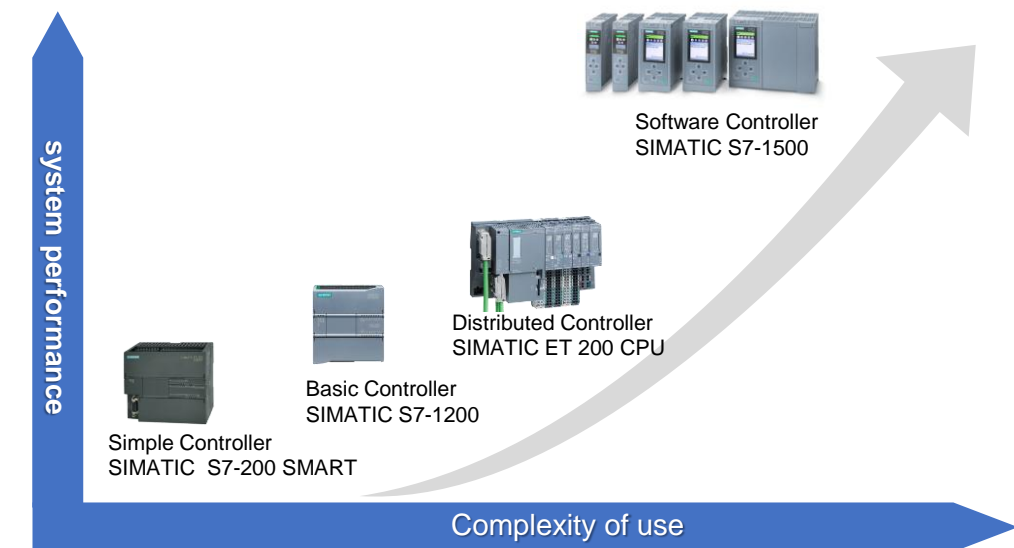 Software Controller
SIMATIC S7-1500
system performance
Distributed Controller
SIMATIC ET 200 CPU
Basic Controller
SIMATIC S7-1200
Simple Controller
SIMATIC  S7-200 SMART
Complexity of use